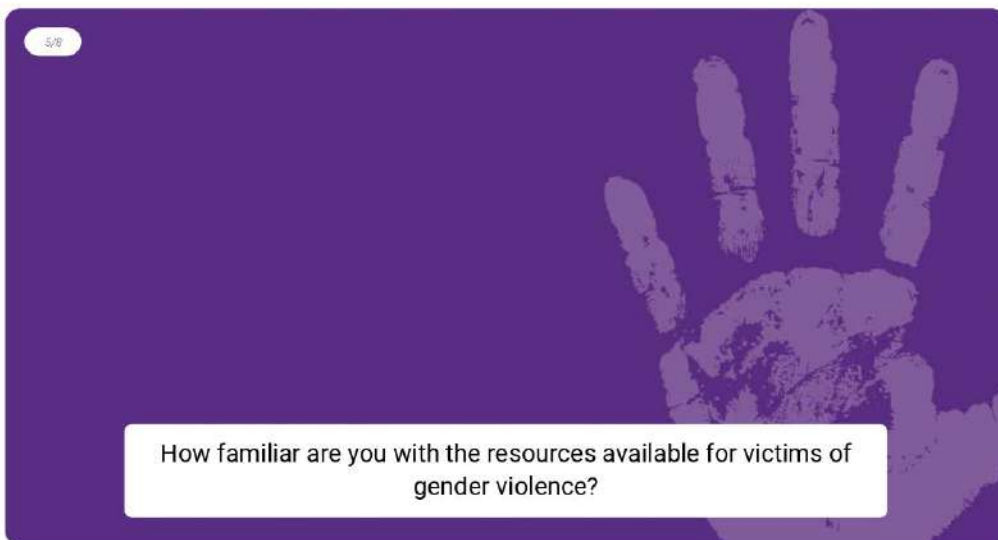 5/8
How familiar are you with the resources available for victims of
gender violence?